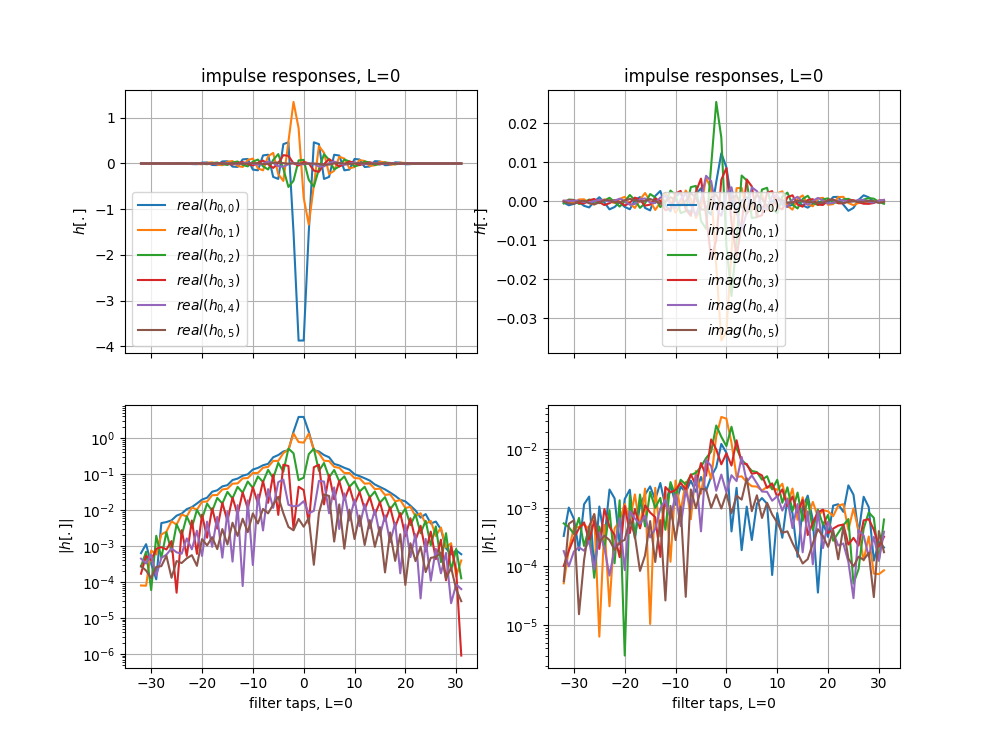 impulse responses, L=0
1
0
−1
−2
−3
−4
h[.]
real(h₀,₀)
real(h₀,₁)
real(h₀,₂)
real(h₀,₃)
real(h₀,₄)
real(h₀,₅)
impulse responses, L=0
0.02
0.01
0.00
−0.01
−0.02
−0.03
h[.]
imag(h₀,₀)
imag(h₀,₁)
imag(h₀,₂)
imag(h₀,₃)
imag(h₀,₄)
imag(h₀,₅)
10⁰
10⁻¹
10⁻²
10⁻³
10⁻⁴
10⁻⁵
10⁻⁶
|h[.]|
−30 −20 −10 0 10 20 30
filter taps, L=0
10⁻²
10⁻³
10⁻⁴
10⁻⁵
|h[.]|
−30 −20 −10 0 10 20 30
filter taps, L=0